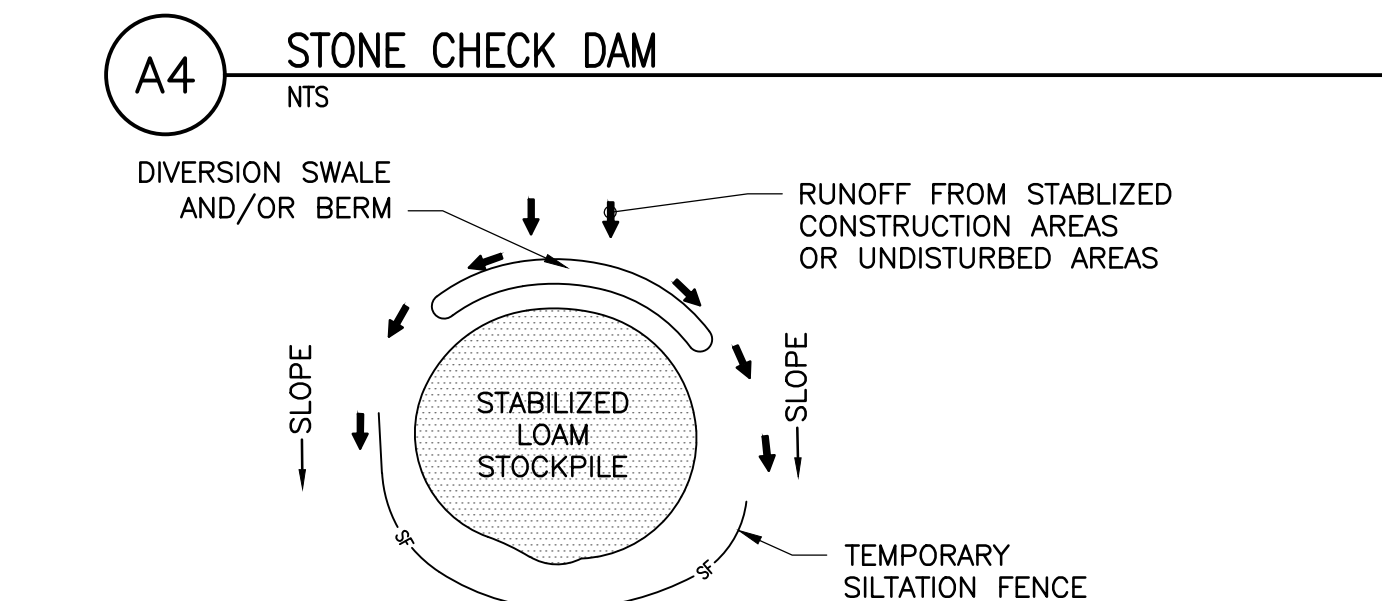 A4
STONE CHECK DAM
NTS
DIVERSION SWALE
AND/OR BERM
RUNOFF FROM STABLIZED
CONSTRUCTION AREAS
OR UNDISTURBED AREAS
SLOPE
SLOPE
STABILIZED
LOAM
STOCKPILE
SF
SF
TEMPORARY
SILTATION FENCE